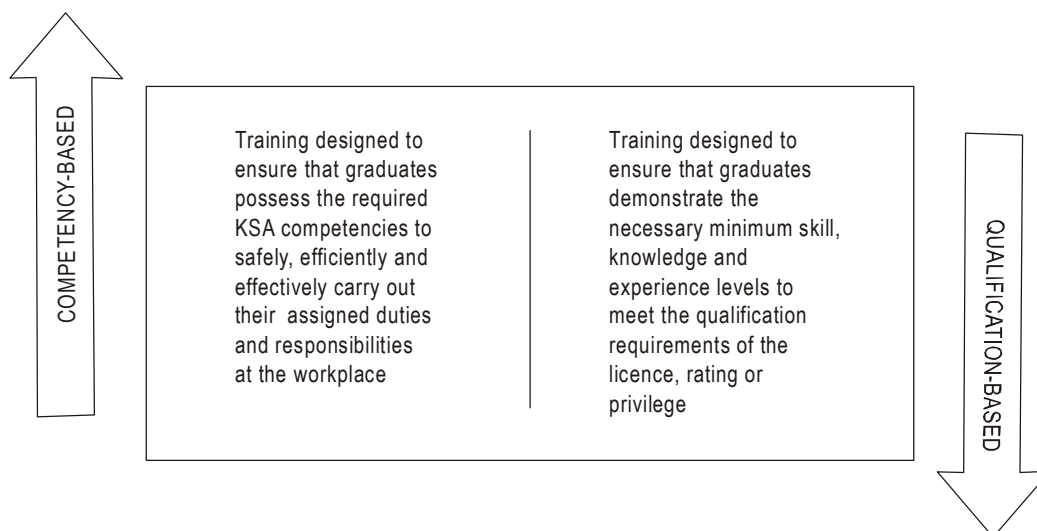 COMPETENCY-BASED
Training designed to
ensure that graduates
possess the required
KSA competencies to
safely, efficiently and
effectively carry out
their assigned duties
and responsibilities
at the workplace
Training designed to
ensure that graduates
demonstrate the
necessary minimum skill,
knowledge and
experience levels to
meet the qualification
requirements of the
licence, rating or
privilege
QUALIFICATION-BASED